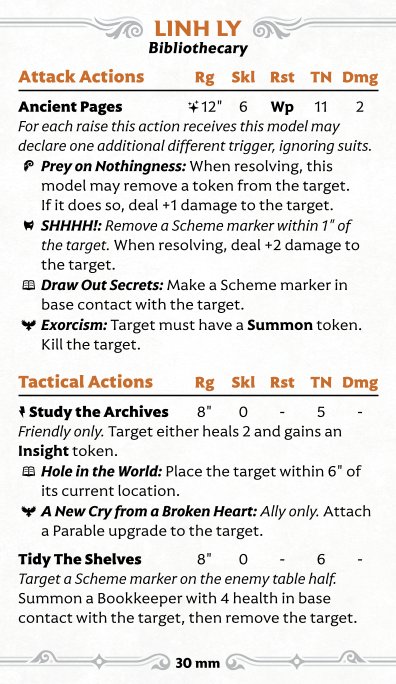 LINH LY
Bibliothecary
Attack Actions Rg Skl Rst TN Dmg
Ancient Pages 12" 6 Wp 11 2
For each raise this action receives this model may
declare one additional different trigger, ignoring suits.
Prey on Nothingness: When resolving, this
model may remove a token from the target.
If it does so, deal +1 damage to the target.
SHHHH!: Remove a Scheme marker within 1" of
the target. When resolving, deal +2 damage to
the target.
Draw Out Secrets: Make a Scheme marker in
base contact with the target.
Exorcism: Target must have a Summon token.
Kill the target.
Tactical Actions Rg Skl Rst TN Dmg
Study the Archives 8" 0 - 5 -
Friendly only. Target either heals 2 and gains an
Insight token.
Hole in the World: Place the target within 6" of
its current location.
A New Cry from a Broken Heart: Ally only. Attach
a Parable upgrade to the target.
Tidy The Shelves 8" 0 - 6 -
Target a Scheme marker on the enemy table half.
Summon a Bookkeeper with 4 health in base
contact with the target, then remove the target.
30 mm